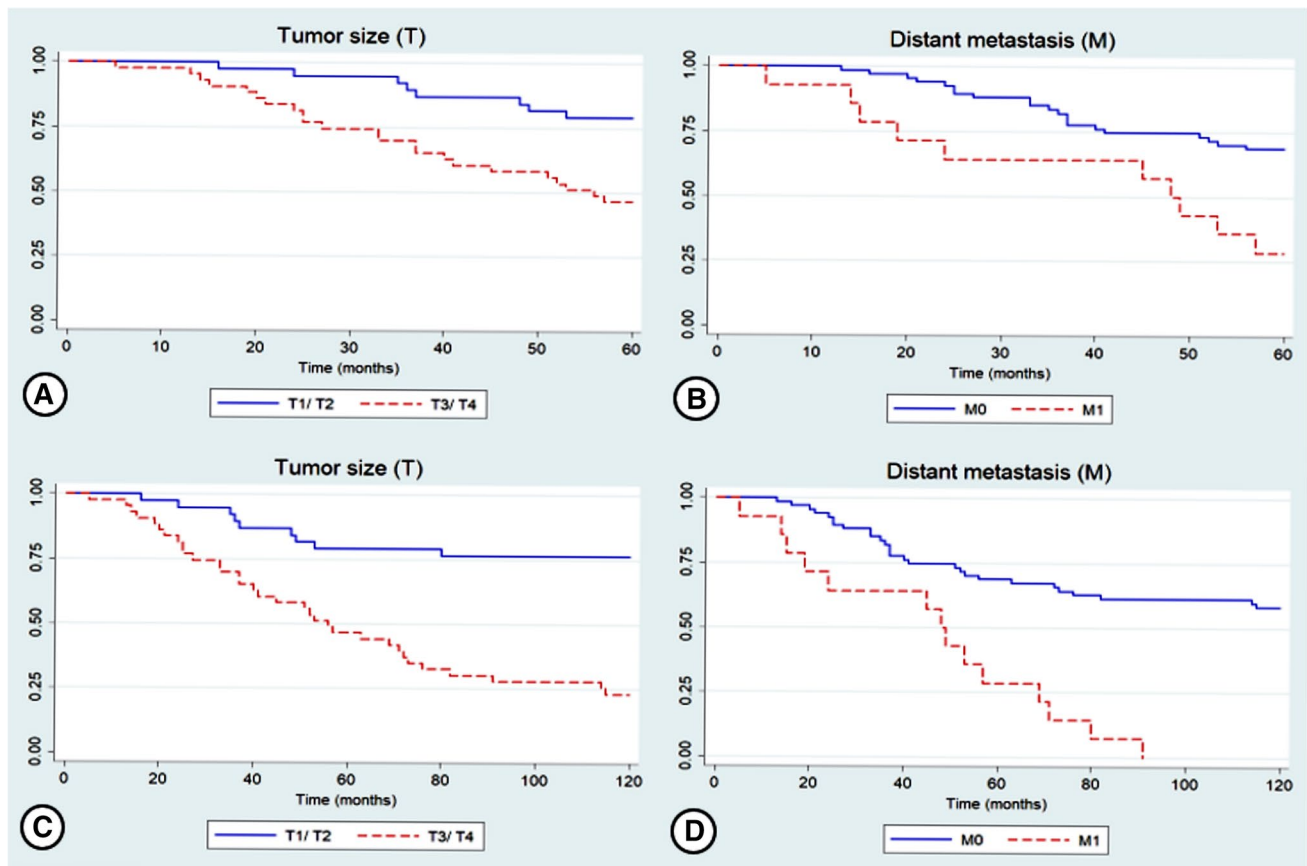 Tumor size (T)
1.00
0.75
0.50
0.25
0.00
0 10 20 30 40 50 60
Time (months)
T1/ T2 T3/ T4
A
Distant metastasis (M)
1.00
0.75
0.50
0.25
0.00
0 10 20 30 40 50 60
Time (months)
M0 M1
B
Tumor size (T)
1.00
0.75
0.50
0.25
0.00
0 20 40 60 80 100 120
Time (months)
T1/ T2 T3/ T4
C
Distant metastasis (M)
1.00
0.75
0.50
0.25
0.00
0 20 40 60 80 100 120
Time (months)
M0 M1
D